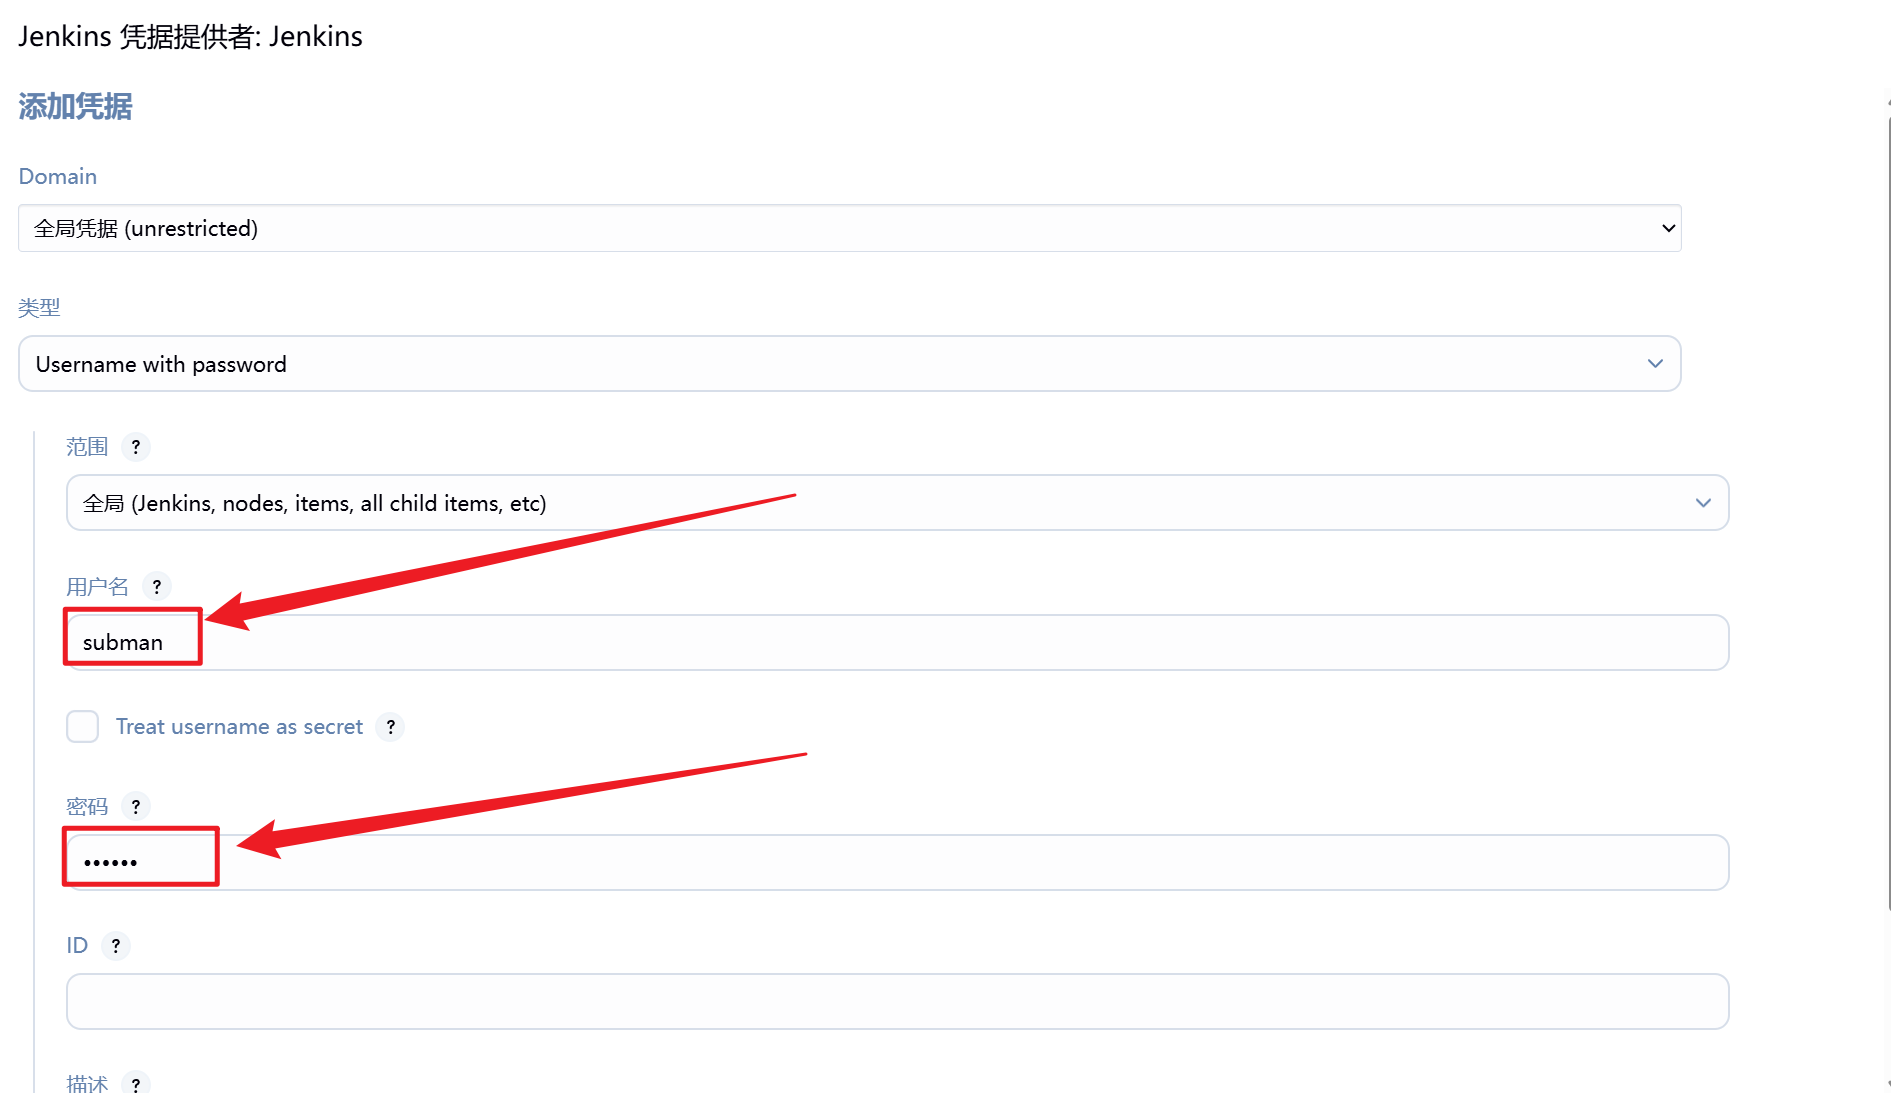 Jenkins 凭据提供者: Jenkins
添加凭据
Domain
全局凭据 (unrestricted)
类型
Username with password
范围 ?
全局 (Jenkins, nodes, items, all child items, etc)
用户名 ?
subman
Treat username as secret ?
密码 ?
••••••
ID ?
描述 ?